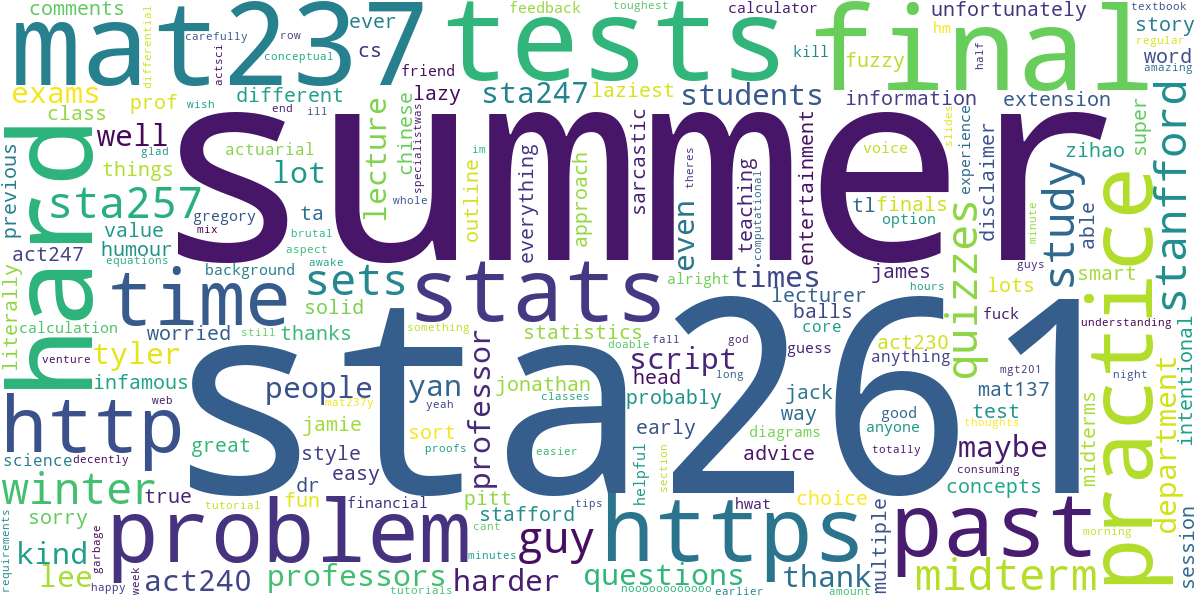 comments
mat237
differential
carefully
row
actsci
conceptual
ever
cs
friend
tests
feedback
toughest
calculator
kill
final
fuzzy
hm
unfortunately
half
textbook
story
regular
word
amazing
exams
class
prof
wish
different
end
ill
lecture
chinese
lazy
specialistwas
sta247
laziest
students
information
extension
slides
experience
disclaimer
super
hard
well
things
glad
actuarial
summer
im
everything
outline
approach
sarcastic
theres
teaching
computational
entertainment
voice
tl
finals
option
zihao
stanfford
previous
sta257
lot
whole
even
study
able
minute
value
ta
gregory
mix
brutal
act247
humour
equations
aspect
awake
background
time
sets
solid
stats
alright
times
james
guys
hours
lots
smart
practice
quizzes
literally
calculation
worried
still
thanks
something
statistics
doable
fall
god
lecturer
balls
core
guess
fuck
understanding
intentional
venture
tyler
professor
script
long
act230
anything
mgt201
night
infamous
people
yan
jonathan
head
probably
jack
mat137
department
http
web
mat237y
yeah
classes
sta261
way
good
anyone
test
thoughts
midterms
great
jamie
sort
proofs
easier
early
diagrams
advice
totally
maybe
science
decently
style
easy
section
helpful
consuming
concepts
winter
true
dr
fun
financial
pitt
tips
hwat
choice
tutorial
stafford
requirements
sorry
garbage
problem
cant
guy
https
multiple
past
morning
session
kind
minutes
lee
happy
week
act240
professors
tutorials
harder
questions
noooooooooooo
earlier
thank
amount
midterm